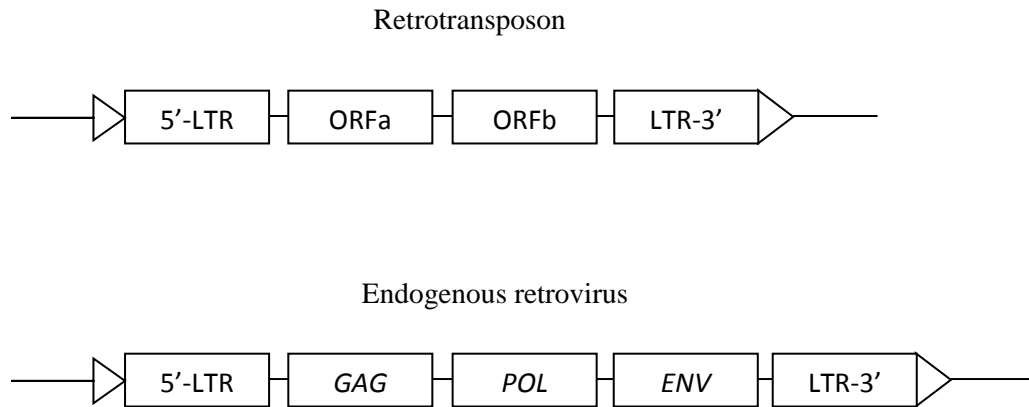 Retrotransposon
5’-LTR ORFa ORFb LTR-3’
Endogenous retrovirus
5’-LTR GAG POL ENV LTR-3’